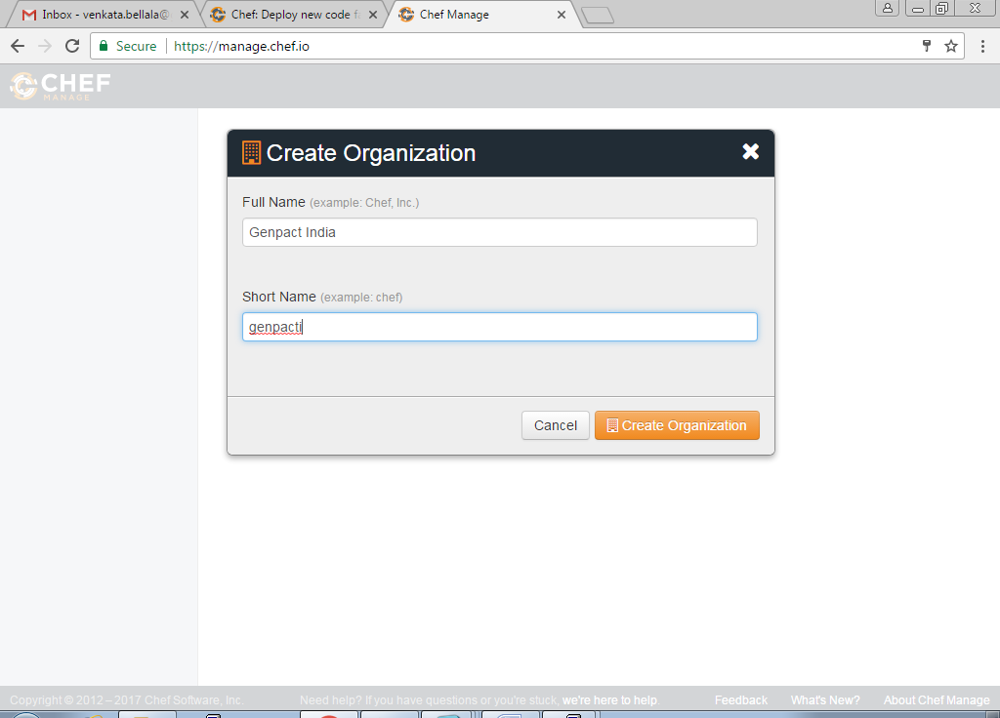 Inbox - venkata.bellala@
Chef: Deploy new code fa
Chef Manage
Secure
https://manage.chef.io
CHEF
MANAGE
Create Organization
Full Name (example: Chef, Inc.)
Genpact India
Short Name (example: chef)
genpacti
Cancel
Create Organization
Copyright © 2012 – 2017 Chef Software, Inc.
Need help? If you have questions or you're stuck, we're here to help.
Feedback
What's New?
About Chef Manage